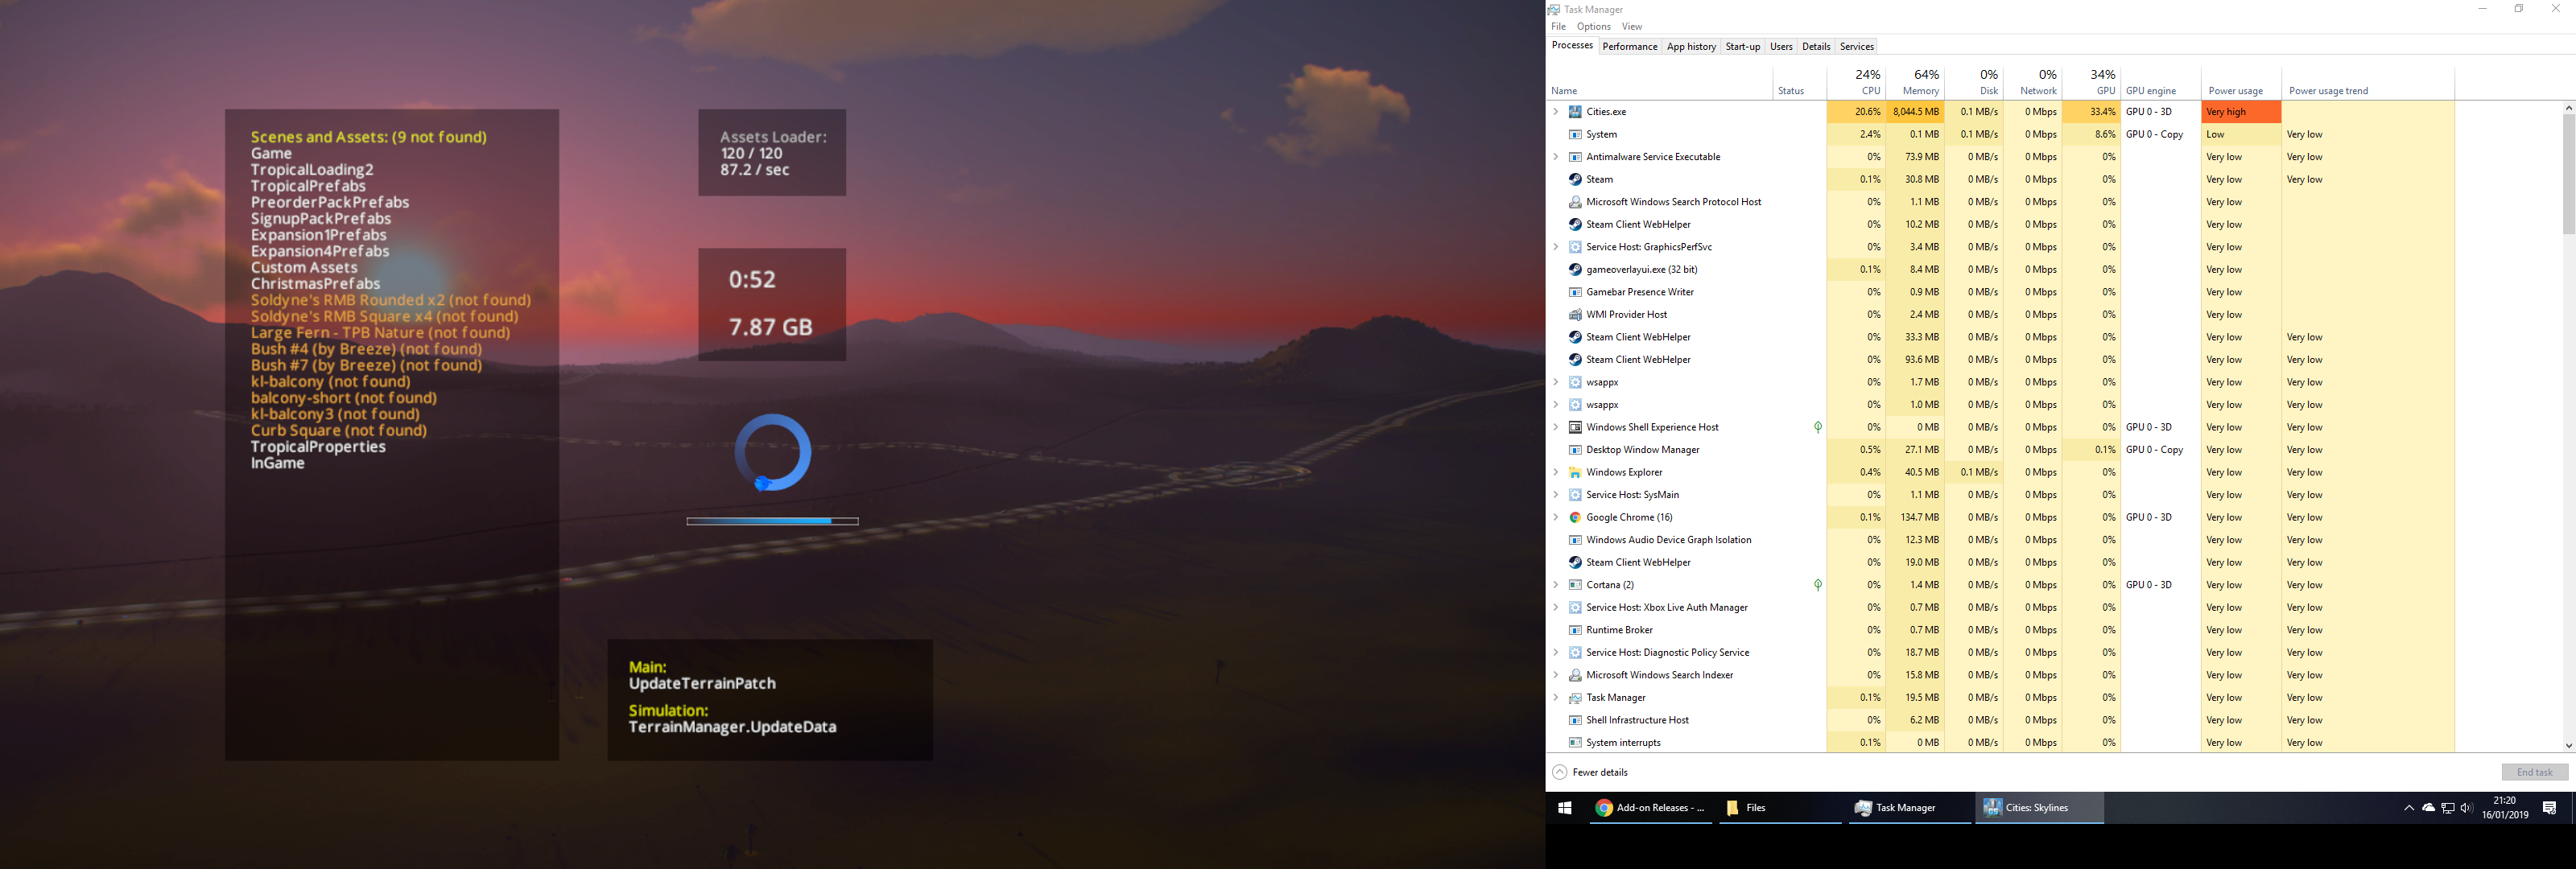 Scenes and Assets: (9 not found)
Game
TropicalLoading2
TropicalPrefabs
PreorderPackPrefabs
SignupPackPrefabs
Expansion1Prefabs
Expansion4Prefabs
Custom Assets
ChristmasPrefabs
Soldyne's RMB Rounded x2 (not found)
Soldyne's RMB Square x4 (not found)
Large Fern - TPB Nature (not found)
Bush #4 (by Breeze) (not found)
Bush #7 (by Breeze) (not found)
kl-balcony (not found)
balcony-short (not found)
kl-balcony3 (not found)
Curb Square (not found)
TropicalProperties
InGame
Assets Loader:
120 / 120
87.2 / sec
0:52
7.87 GB
Main:
UpdateTerrainPatch
Simulation:
TerrainManager.UpdateData
Task Manager
File Options View
Processes Performance App history Start-up Users Details Services
24% 64% 0% 0% 34%
Name Status CPU Memory Disk Network GPU GPU engine Power usage Power usage trend
Cities.exe 20.6% 8,044.5 MB 0.1 MB/s 0 Mbps 33.4% GPU 0 - 3D Very high
System 2.4% 0.1 MB 0.1 MB/s 0 Mbps 8.6% GPU 0 - Copy Low Very low
Antimalware Service Executable 0% 73.9 MB 0 MB/s 0 Mbps 0% Very low Very low
Steam 0.1% 30.8 MB 0 MB/s 0 Mbps 0% Very low Very low
Microsoft Windows Search Protocol Host 0% 1.1 MB 0 MB/s 0 Mbps 0% Very low
Steam Client WebHelper 0% 10.2 MB 0 MB/s 0 Mbps 0% Very low
Service Host: GraphicsPerfSvc 0% 3.4 MB 0 MB/s 0 Mbps 0% Very low
gameoverlayui.exe (32 bit) 0.1% 8.4 MB 0 MB/s 0 Mbps 0% Very low
Gamebar Presence Writer 0% 0.9 MB 0 MB/s 0 Mbps 0% Very low
WMI Provider Host 0% 2.4 MB 0 MB/s 0 Mbps 0% Very low
Steam Client WebHelper 0% 33.3 MB 0 MB/s 0 Mbps 0% Very low Very low
Steam Client WebHelper 0% 93.6 MB 0 MB/s 0 Mbps 0% Very low Very low
wsappx 0% 1.7 MB 0 MB/s 0 Mbps 0% Very low Very low
wsappx 0% 1.0 MB 0 MB/s 0 Mbps 0% Very low Very low
Windows Shell Experience Host 0% 0 MB 0 MB/s 0 Mbps 0% GPU 0 - 3D Very low Very low
Desktop Window Manager 0.5% 27.1 MB 0 MB/s 0 Mbps 0.1% GPU 0 - Copy Very low Very low
Windows Explorer 0.4% 40.5 MB 0.1 MB/s 0 Mbps 0% Very low Very low
Service Host: SysMain 0% 1.1 MB 0 MB/s 0 Mbps 0% Very low Very low
Google Chrome (16) 0.1% 134.7 MB 0 MB/s 0 Mbps 0% GPU 0 - 3D Very low Very low
Windows Audio Device Graph Isolation 0% 12.3 MB 0 MB/s 0 Mbps 0% Very low Very low
Steam Client WebHelper 0% 19.0 MB 0 MB/s 0 Mbps 0% Very low Very low
Cortana (2) 0% 1.4 MB 0 MB/s 0 Mbps 0% GPU 0 - 3D Very low Very low
Service Host: Xbox Live Auth Manager 0% 0.7 MB 0 MB/s 0 Mbps 0% Very low Very low
Runtime Broker 0% 0.7 MB 0 MB/s 0 Mbps 0% Very low Very low
Service Host: Diagnostic Policy Service 0% 18.7 MB 0 MB/s 0 Mbps 0% Very low Very low
Microsoft Windows Search Indexer 0% 15.8 MB 0 MB/s 0 Mbps 0% Very low Very low
Task Manager 0.1% 19.5 MB 0 MB/s 0 Mbps 0% Very low Very low
Shell Infrastructure Host 0% 6.2 MB 0 MB/s 0 Mbps 0% Very low Very low
System interrupts 0.1% 0 MB 0 MB/s 0 Mbps 0% Very low Very low
Fewer details End task
Add-on Releases - ... Files Task Manager Cities: Skylines 21:20
16/01/2019